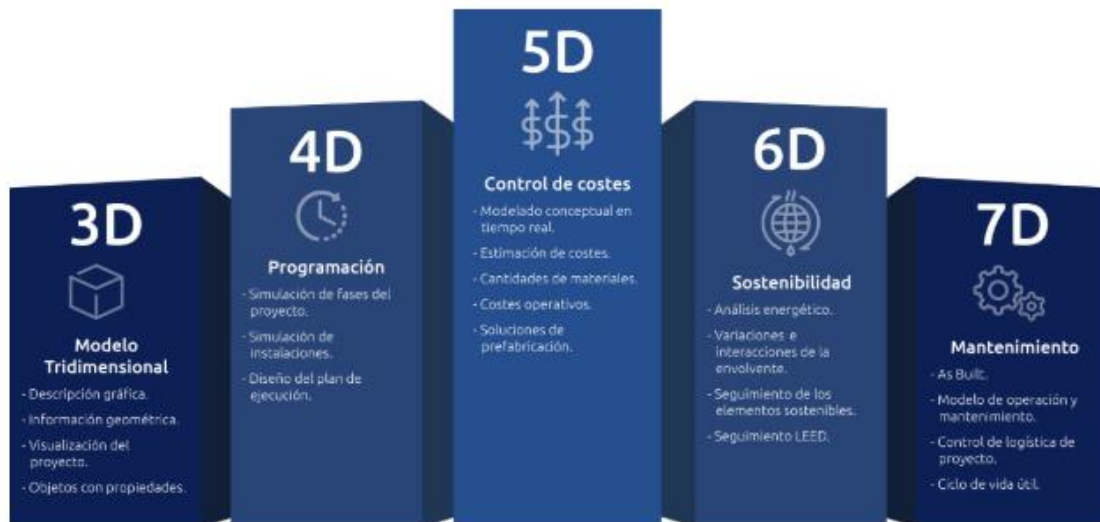 3D
Modelo
Tridimensional
- Descripción gráfica.
- Información geométrica.
- Visualización del
proyecto.
- Objetos con propiedades.
4D
Programación
- Simulación de fases del
proyecto.
- Simulación de
instalaciones.
- Diseño del plan de
ejecución.
5D
$$$
Control de costes
- Modelado conceptual en
tiempo real.
- Estimación de costes.
- Cantidades de materiales.
- Costes operativos.
- Soluciones de
prefabricación.
6D
Sostenibilidad
- Análisis energético.
- Variaciones e
interacciones de la
envolvente.
- Seguimiento de los
elementos sostenibles.
- Seguimiento LEED.
7D
Mantenimiento
- As Built.
- Modelo de operación y
mantenimiento.
- Control de logística de
proyecto.
- Ciclo de vida útil.